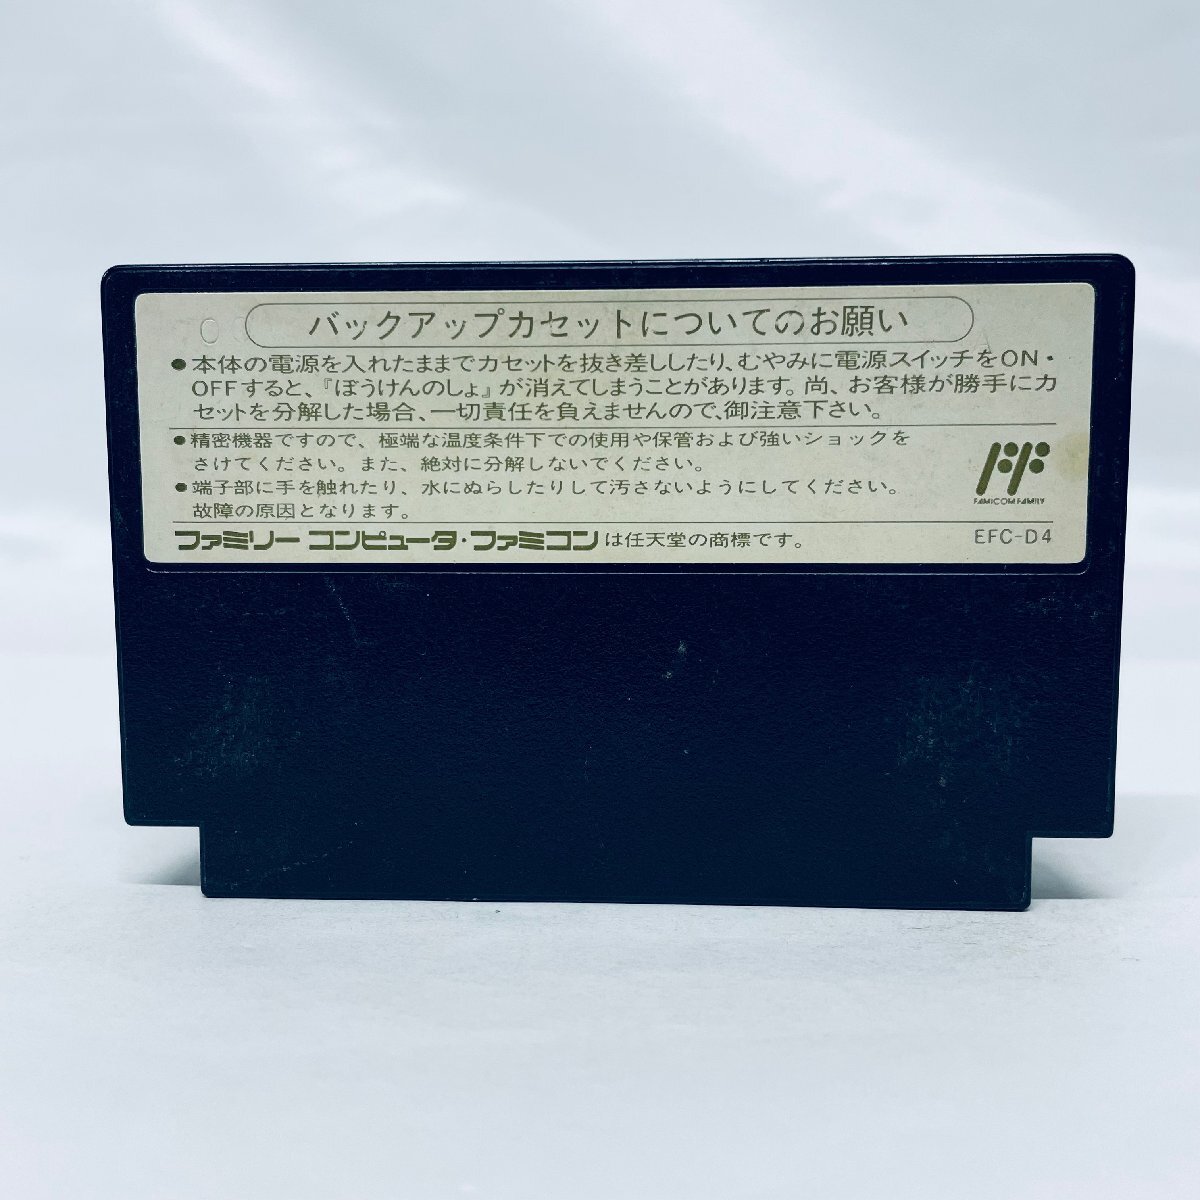 バックアップカセットについてのお願い
●本体の電源を入れたままでカセットを抜き差ししたり、むやみに電源スイッチをON・
OFFすると、『ぼうけんのしょ』が消えてしまうことがあります。尚、お客様が勝手にカ
セットを分解した場合、一切責任を負えませんので、御注意下さい。
●精密機器ですので、極端な温度条件下での使用や保管および強いショックを
さけてください。また、絶対に分解しないでください。
●端子部に手を触れたり、水にぬらしたりして汚さないようにしてください。
故障の原因となります。
FAMICOM FAMILY
ファミリーコンピュータ・ファミコンは任天堂の商標です。
EFC-D4